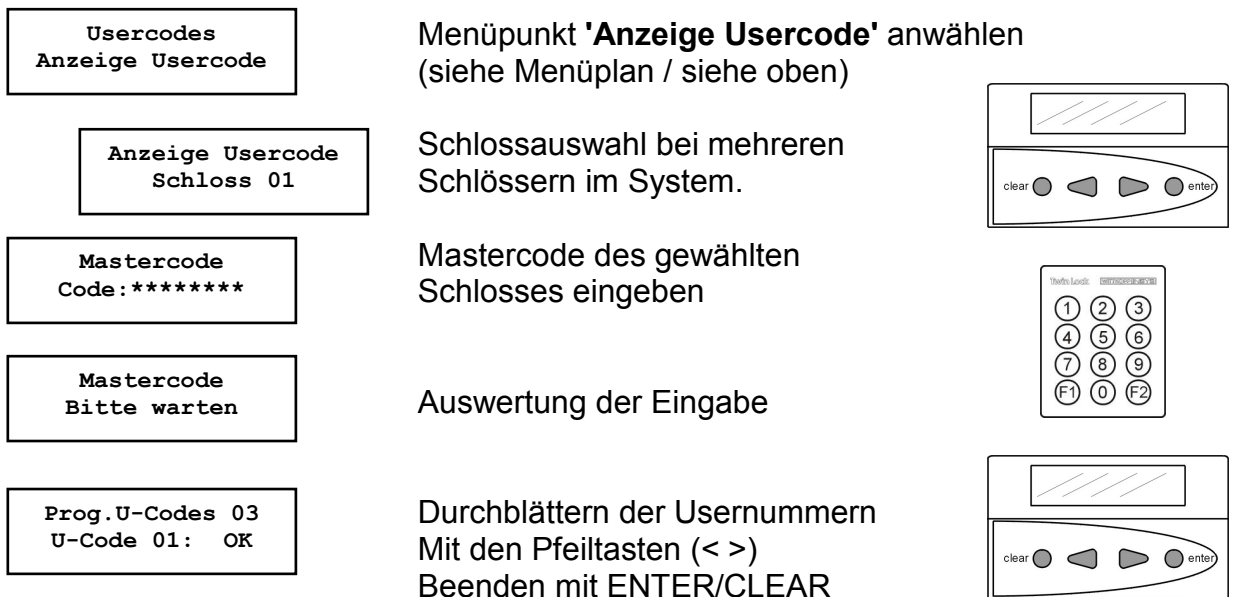 Usercodes
Anzeige Usercode
Menüpunkt 'Anzeige Usercode' anwählen
(siehe Menüplan / siehe oben)
Anzeige Usercode
Schloss 01
Schlossauswahl bei mehreren
Schlössern im System.
clear enter
Mastercode
Code:********
Mastercode des gewählten
Schlosses eingeben
Twin Lock
1 2 3
4 5 6
7 8 9
F1 0 F2
Mastercode
Bitte warten
Auswertung der Eingabe
Prog.U-Codes 03
U-Code 01: OK
Durchblättern der Usernummern
Mit den Pfeiltasten (< >)
Beenden mit ENTER/CLEAR
clear enter